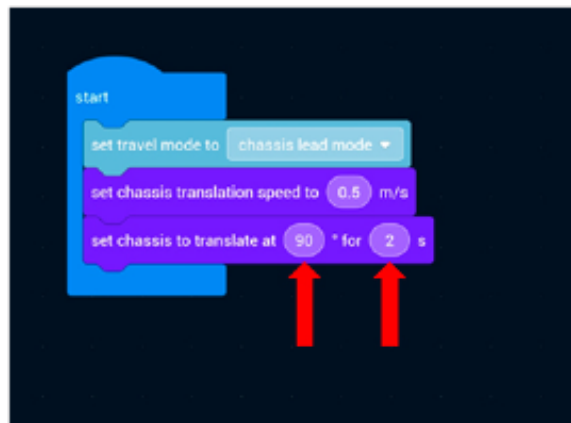 start
set travel mode to chassis lead mode
set chassis translation speed to 0.5 m/s
set chassis to translate at 90 ° for 2 s